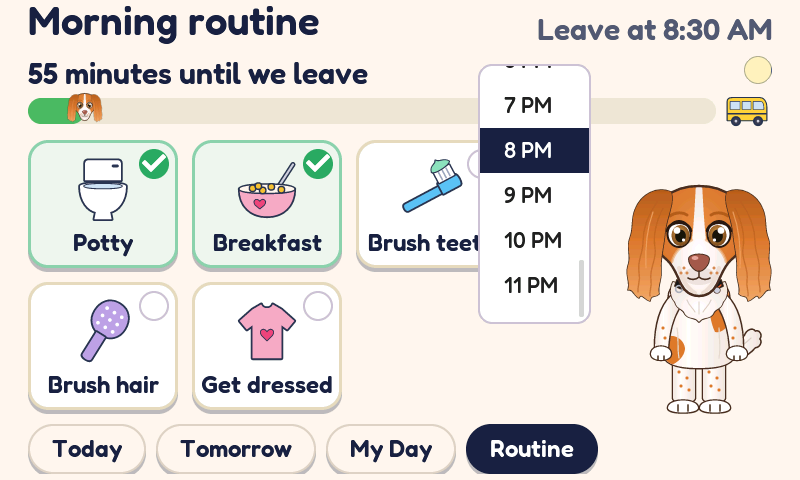 Morning routine
Leave at 8:30 AM
55 minutes until we leave
7 PM
8 PM
9 PM
10 PM
11 PM
Potty
Breakfast
Brush teet
Brush hair
Get dressed
Today
Tomorrow
My Day
Routine